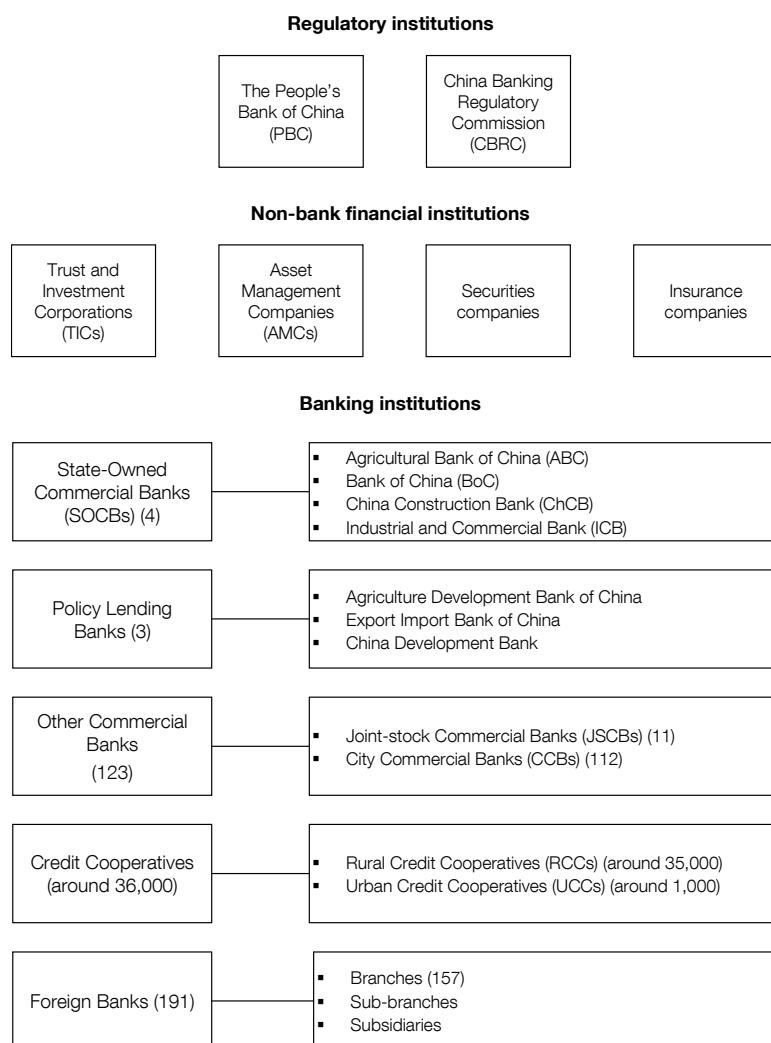 Regulatory institutions
The People's
Bank of China
(PBC)
China Banking
Regulatory
Commission
(CBRC)
Non-bank financial institutions
Trust and
Investment
Corporations
(TICs)
Asset
Management
Companies
(AMCs)
Securities
companies
Insurance
companies
Banking institutions
State-Owned
Commercial Banks
(SOCBs) (4)
▪ Agricultural Bank of China (ABC)
▪ Bank of China (BoC)
▪ China Construction Bank (ChCB)
▪ Industrial and Commercial Bank (ICB)
Policy Lending
Banks (3)
▪ Agriculture Development Bank of China
▪ Export Import Bank of China
▪ China Development Bank
Other Commercial
Banks
(123)
▪ Joint-stock Commercial Banks (JSCBs) (11)
▪ City Commercial Banks (CCBs) (112)
Credit Cooperatives
(around 36,000)
▪ Rural Credit Cooperatives (RCCs) (around 35,000)
▪ Urban Credit Cooperatives (UCCs) (around 1,000)
Foreign Banks (191)
▪ Branches (157)
▪ Sub-branches
▪ Subsidiaries